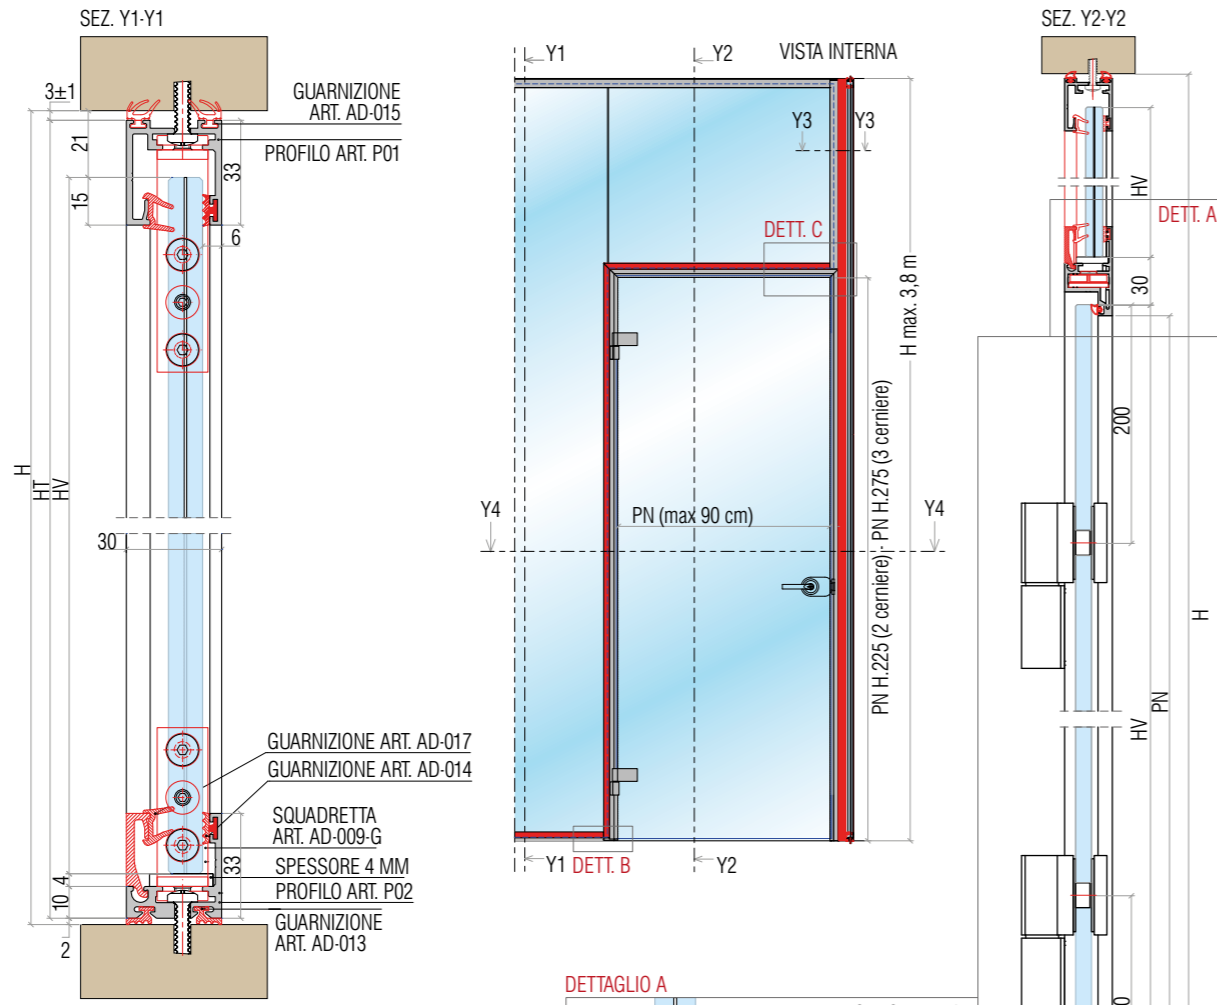 SEZ. Y1-Y1
3±1
21
15
33
6
GUARNIZIONE
ART. AD-015
PROFILO ART. P01
H
HT
HV
30
GUARNIZIONE ART. AD-017
GUARNIZIONE ART. AD-014
SQUADRETTA
ART. AD-009-G
SPESSORE 4 MM
PROFILO ART. P02
GUARNIZIONE
ART. AD-013
33
4
10
2
Y1
Y2
VISTA INTERNA
Y3
Y3
DETT. C
H max. 3,8 m
PN H.225 (2 cerniere) - PN H.275 (3 cerniere)
Y4
PN (max 90 cm)
Y4
Y1
DETT. B
Y2
DETTAGLIO A
SEZ. Y2-Y2
HV
DETT. A
30
200
H
PN
HV